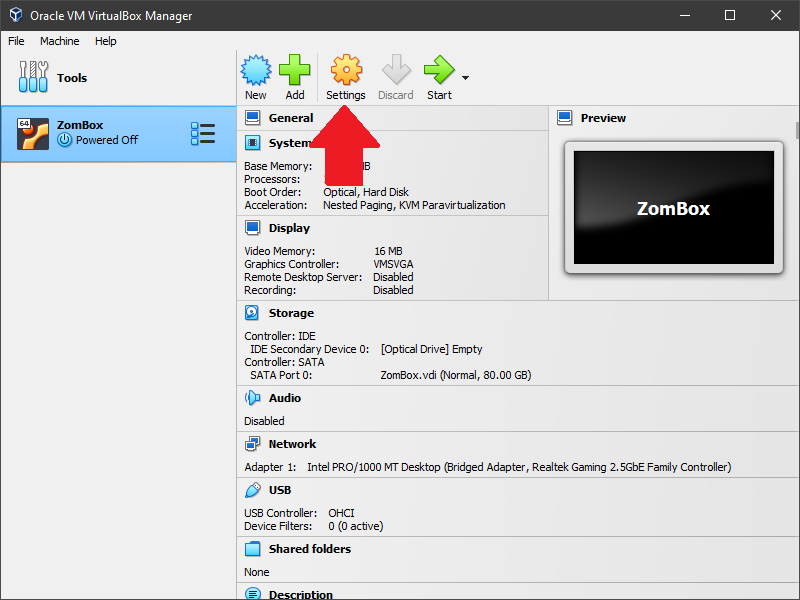 Oracle VM VirtualBox Manager
File Machine Help
Tools
New Add Settings Discard Start
64 ZomBox
Powered Off
General
System
Base Memory:
Processors:
Boot Order: Optical, Hard Disk
Acceleration: Nested Paging, KVM Paravirtualization
Display
Video Memory: 16 MB
Graphics Controller: VMSVGA
Remote Desktop Server: Disabled
Recording: Disabled
Preview
ZomBox
Storage
Controller: IDE
IDE Secondary Device 0: [Optical Drive] Empty
Controller: SATA
SATA Port 0: ZomBox.vdi (Normal, 80.00 GB)
Audio
Disabled
Network
Adapter 1: Intel PRO/1000 MT Desktop (Bridged Adapter, Realtek Gaming 2.5GbE Family Controller)
USB
USB Controller: OHCI
Device Filters: 0 (0 active)
Shared folders
None
Description